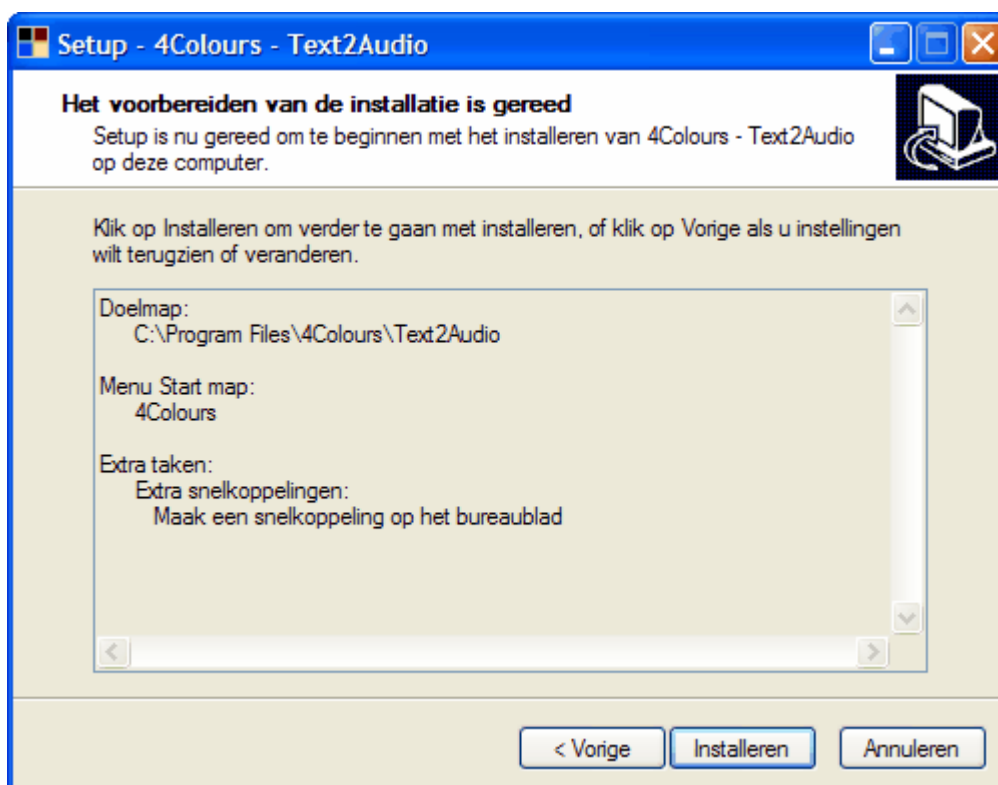 Setup - 4Colours - Text2Audio
Het voorbereiden van de installatie is gereed
Setup is nu gereed om te beginnen met het installeren van 4Colours - Text2Audio
op deze computer.
Klik op Installeren om verder te gaan met installeren, of klik op Vorige als u instellingen
wilt terugzien of veranderen.
Doelmap:
C:\Program Files\4Colours\Text2Audio
Menu Start map:
4Colours
Extra taken:
Extra snelkoppelingen:
Maak een snelkoppeling op het bureaublad
< Vorige
Installeren
Annuleren